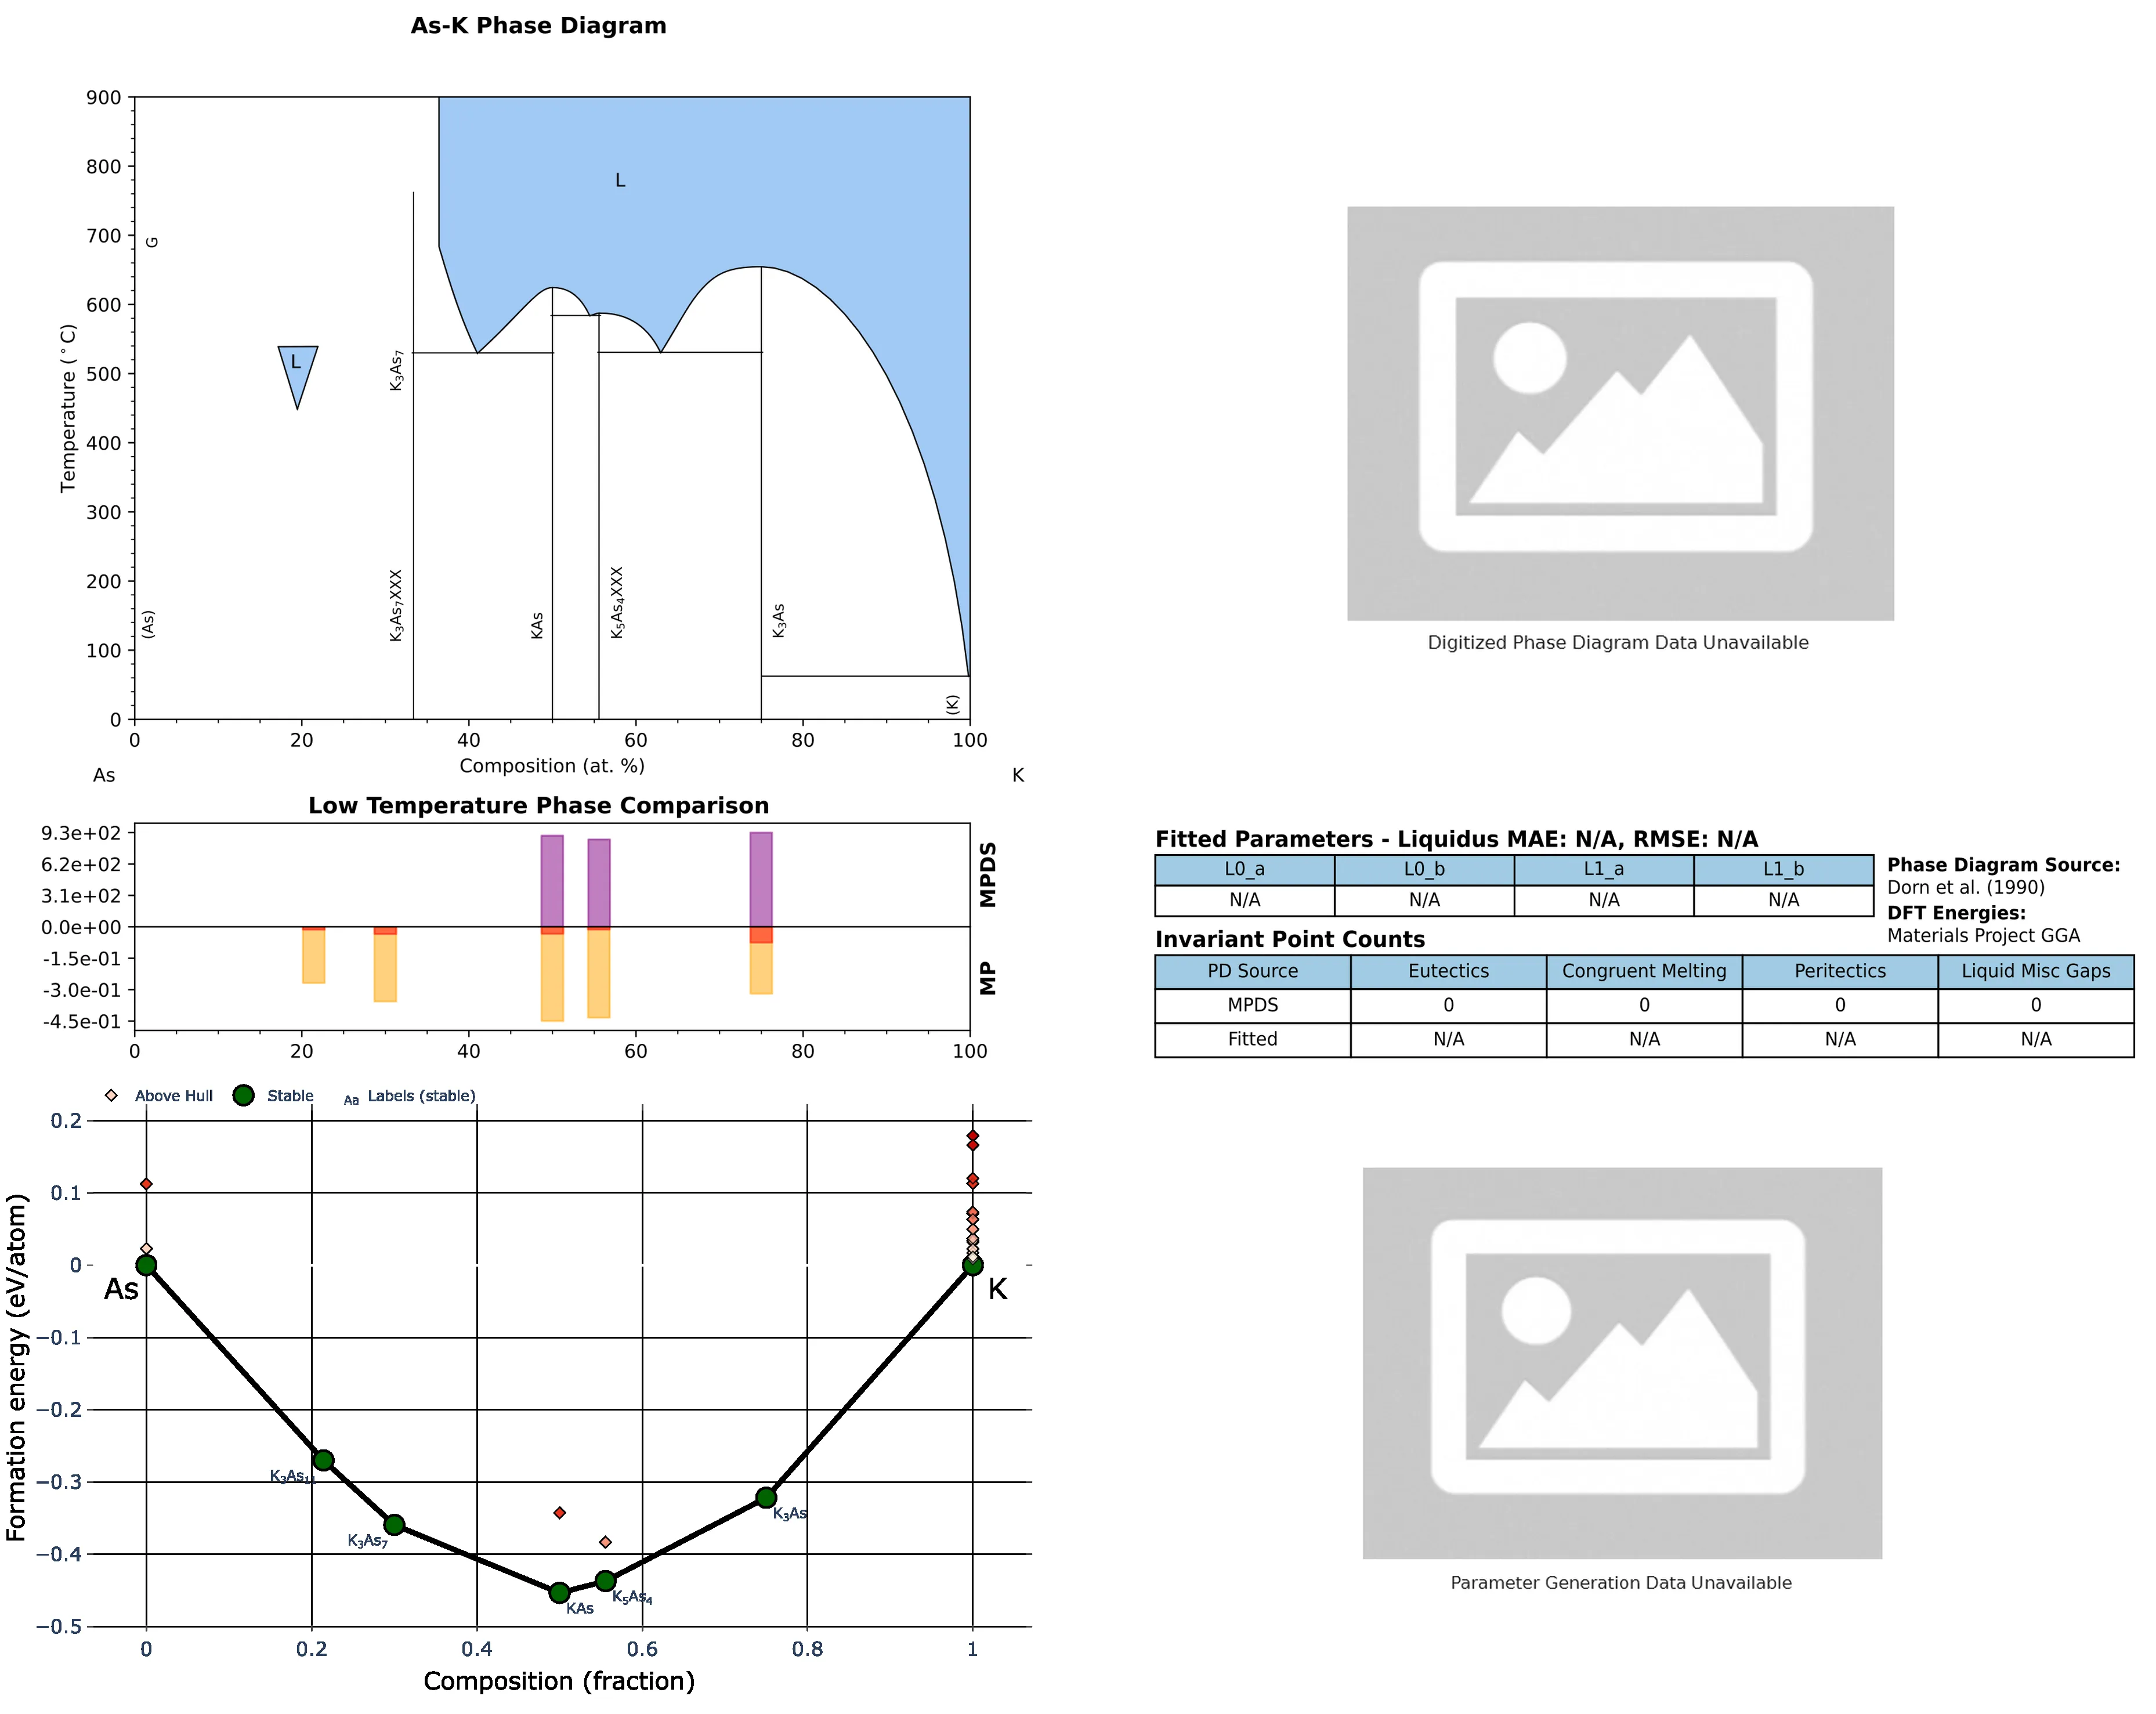 As-K Phase Diagram
900
800
700
600
500
400
300
200
100
0
Temperature (°C)
G
L
L
K₃As₇
(As)
K₃As₇XXX
KAs
K₅As₄XXX
K₃As
(K)
0 20 40 60 80 100
Composition (at. %)
As K
Digitized Phase Diagram Data Unavailable
Low Temperature Phase Comparison
9.3e+02
6.2e+02
3.1e+02
0.0e+00
-1.5e-01
-3.0e-01
-4.5e-01
MPDS
MP
0 20 40 60 80 100
Fitted Parameters - Liquidus MAE: N/A, RMSE: N/A
L0_a L0_b L1_a L1_b
N/A N/A N/A N/A
Phase Diagram Source:
Dorn et al. (1990)
DFT Energies:
Materials Project GGA
Invariant Point Counts
PD Source Eutectics Congruent Melting Peritectics Liquid Misc Gaps
MPDS 0 0 0 0
Fitted N/A N/A N/A N/A
Above Hull Stable Aa Labels (stable)
0.2
0.1
0
−0.1
−0.2
−0.3
−0.4
−0.5
Formation energy (eV/atom)
As
K
K₃As₁₁
K₃As₇
KAs
K₅As₄
K₃As
0 0.2 0.4 0.6 0.8 1
Composition (fraction)
Parameter Generation Data Unavailable